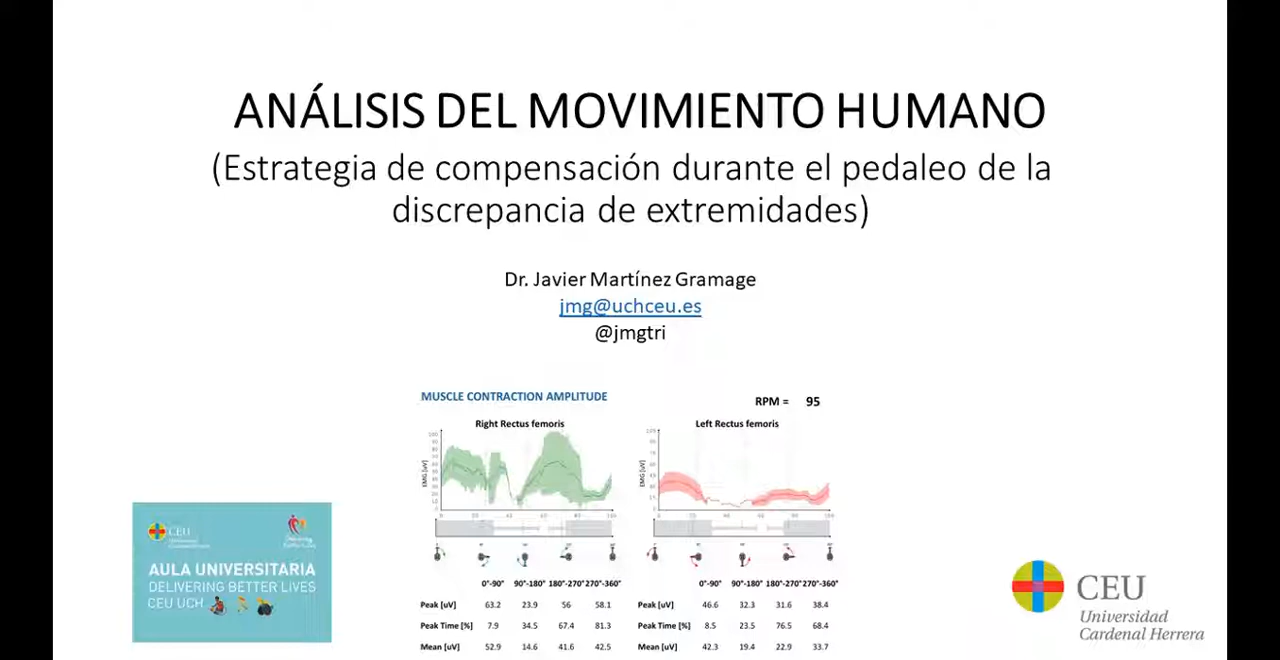 ANÁLISIS DEL MOVIMIENTO HUMANO
(Estrategia de compensación durante el pedaleo de la
discrepancia de extremidades)
Dr. Javier Martínez Gramage
jmg@uchceu.es
@jmgtri
MUSCLE CONTRACTION AMPLITUDE
RPM = 95
Right Rectus femoris
Left Rectus femoris
EMG [uV]
EMG [uV]
0°-90° 90°-180° 180°-270° 270°-360°
Peak [uV] 63.2 23.9 56 58.1
Peak Time [%] 7.9 34.5 67.4 81.3
Mean [uV] 52.9 14.6 41.6 42.5
0°-90° 90°-180° 180°-270° 270°-360°
Peak [uV] 46.6 32.3 31.6 38.4
Peak Time [%] 8.5 23.5 76.5 68.4
Mean [uV] 42.3 19.4 22.9 33.7
CEU
AULA UNIVERSITARIA
DELIVERING BETTER LIVES
CEU UCH
CEU
Universidad
Cardenal Herrera